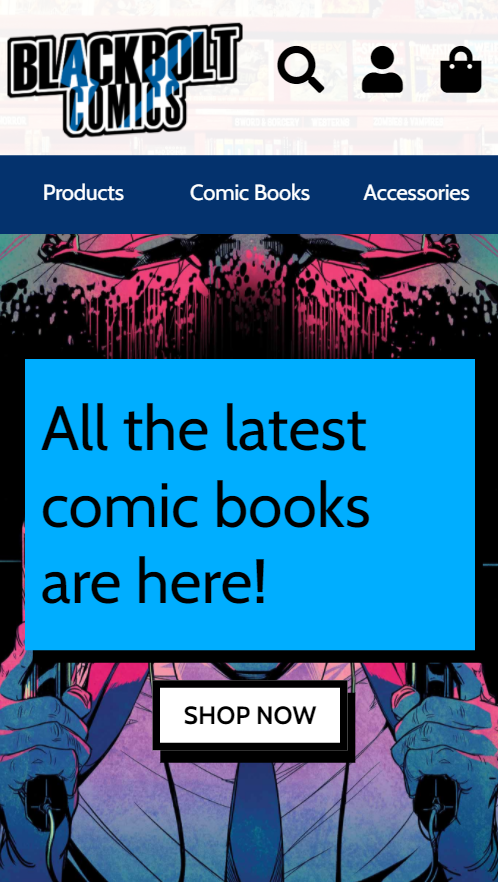 BLACKBOLT
COMICS
Products
Comic Books
Accessories
All the latest
comic books
are here!
SHOP NOW